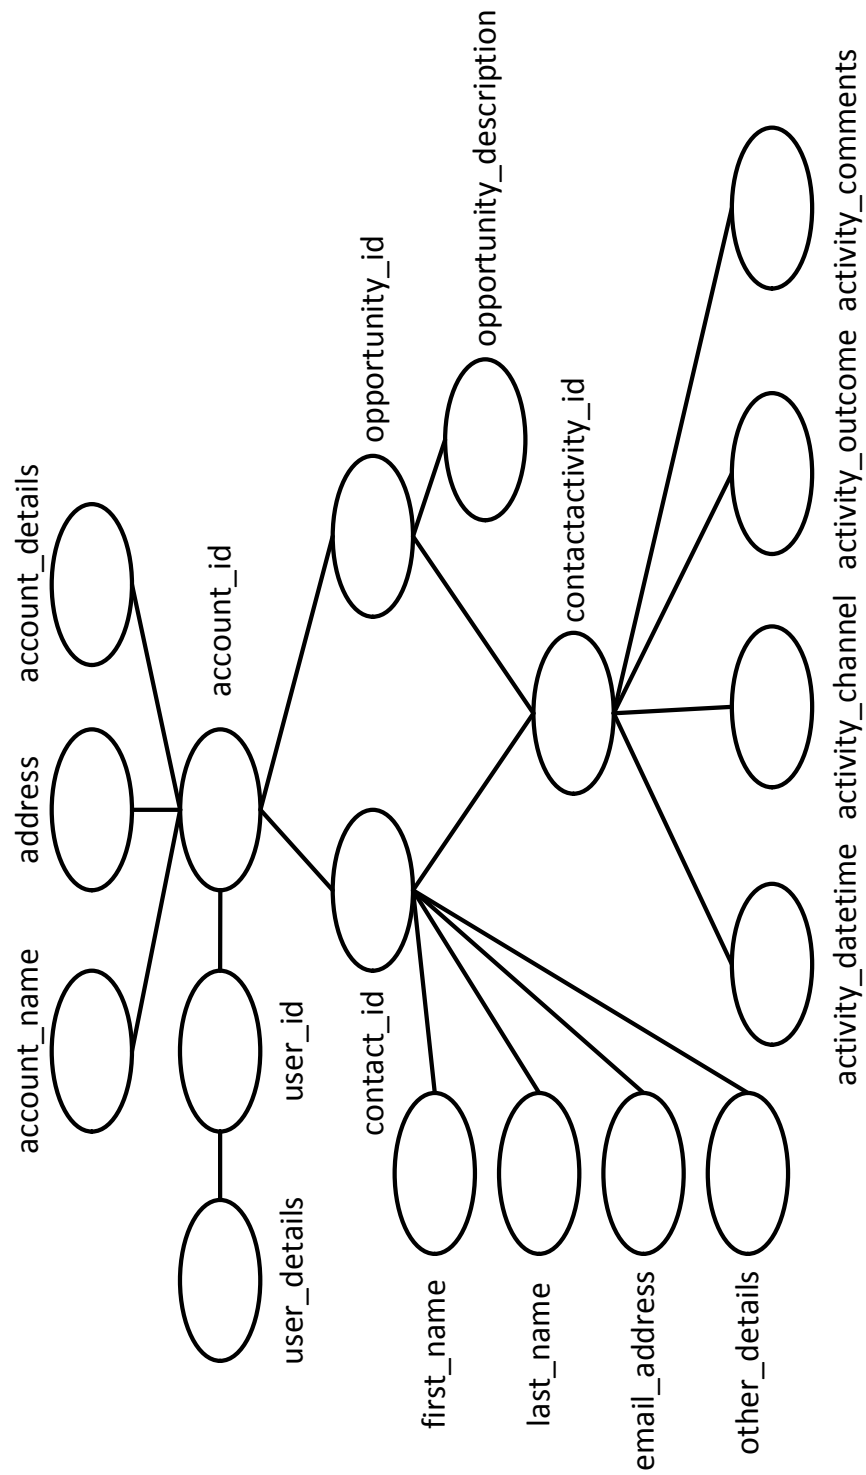 account_name
address
account_details
user_details
user_id
account_id
contact_id
opportunity_id
first_name
opportunity_description
last_name
contactactivity_id
email_address
other_details
activity_datetime
activity_channel
activity_outcome
activity_comments